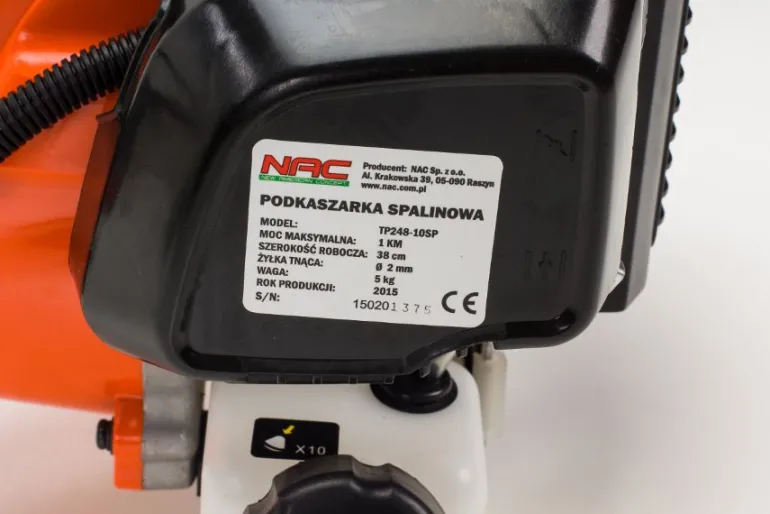 NAC
NEW AMERICAN CONCEPT
Producent: NAC Sp. z o.o.
Al. Krakowska 39, 05-090 Raszyn
www.nac.com.pl
PODKASZARKA SPALINOWA
MODEL: TP248-10SP
MOC MAKSYMALNA: 1 KM
SZEROKOŚĆ ROBOCZA: 38 cm
ŻYŁKA TNĄCA: Ø 2 mm
WAGA: 5 kg
ROK PRODUKCJI: 2015
S/N: 150201375 CE
X10